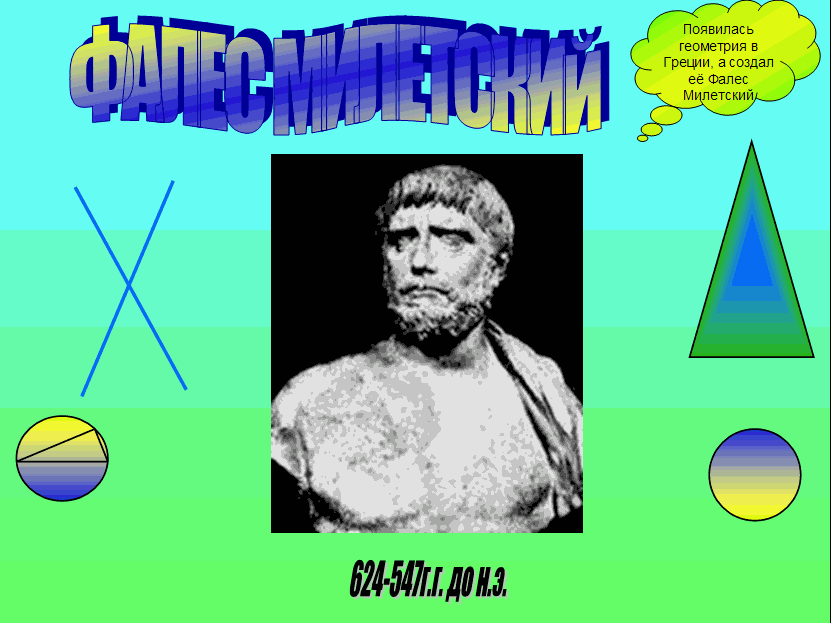 ФАЛЕС МИЛЕТСКИЙ
Появилась
геометрия в
Греции, а создал
её Фалес
Милетский
624-547г.г. до н.э.